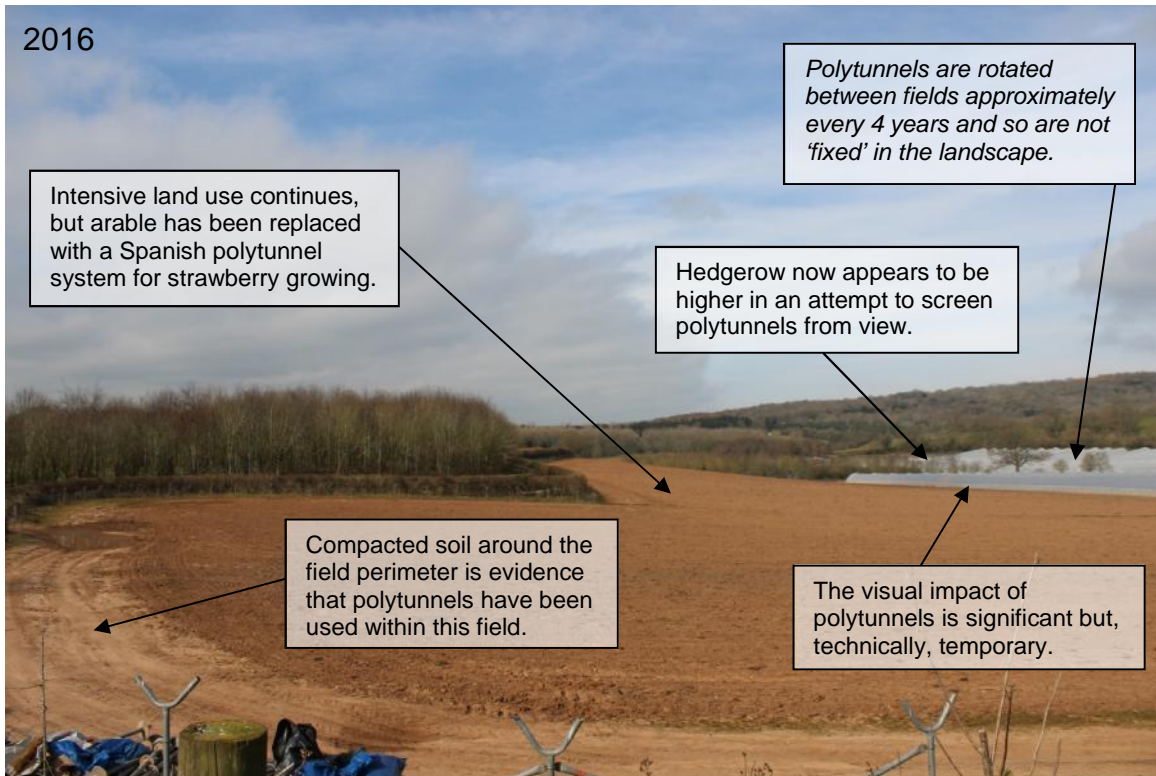 2016
Polytunnels are rotated
between fields approximately
every 4 years and so are not
‘fixed’ in the landscape.
Intensive land use continues,
but arable has been replaced
with a Spanish polytunnel
system for strawberry growing.
Hedgerow now appears to be
higher in an attempt to screen
polytunnels from view.
Compacted soil around the
field perimeter is evidence
that polytunnels have been
used within this field.
The visual impact of
polytunnels is significant but,
technically, temporary.